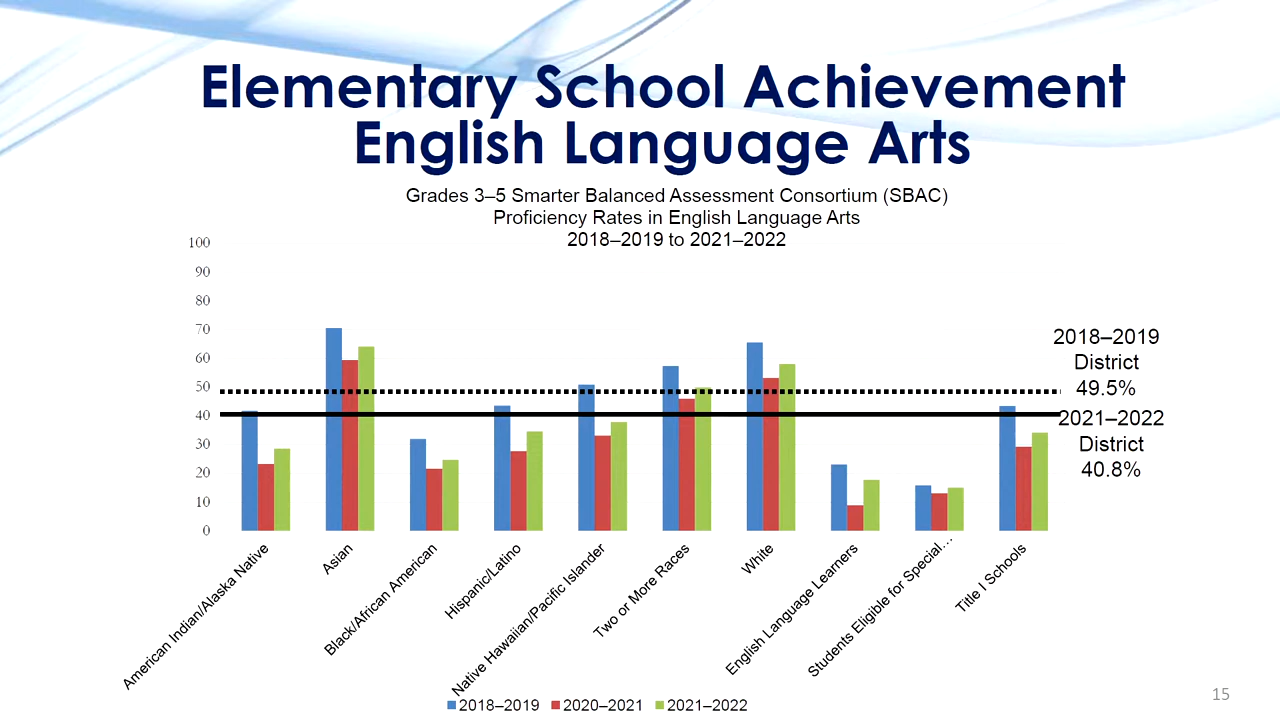 Elementary School Achievement
English Language Arts
Grades 3–5 Smarter Balanced Assessment Consortium (SBAC)
Proficiency Rates in English Language Arts
2018–2019 to 2021–2022
100
90
80
70
60
50
40
30
20
10
0
2018–2019
District
49.5%
2021–2022
District
40.8%
American Indian/Alaska Native
Asian
Black/African American
Hispanic/Latino
Native Hawaiian/Pacific Islander
Two or More Races
White
English Language Learners
Students Eligible for Special...
Title I Schools
2018–2019 2020–2021 2021–2022
15